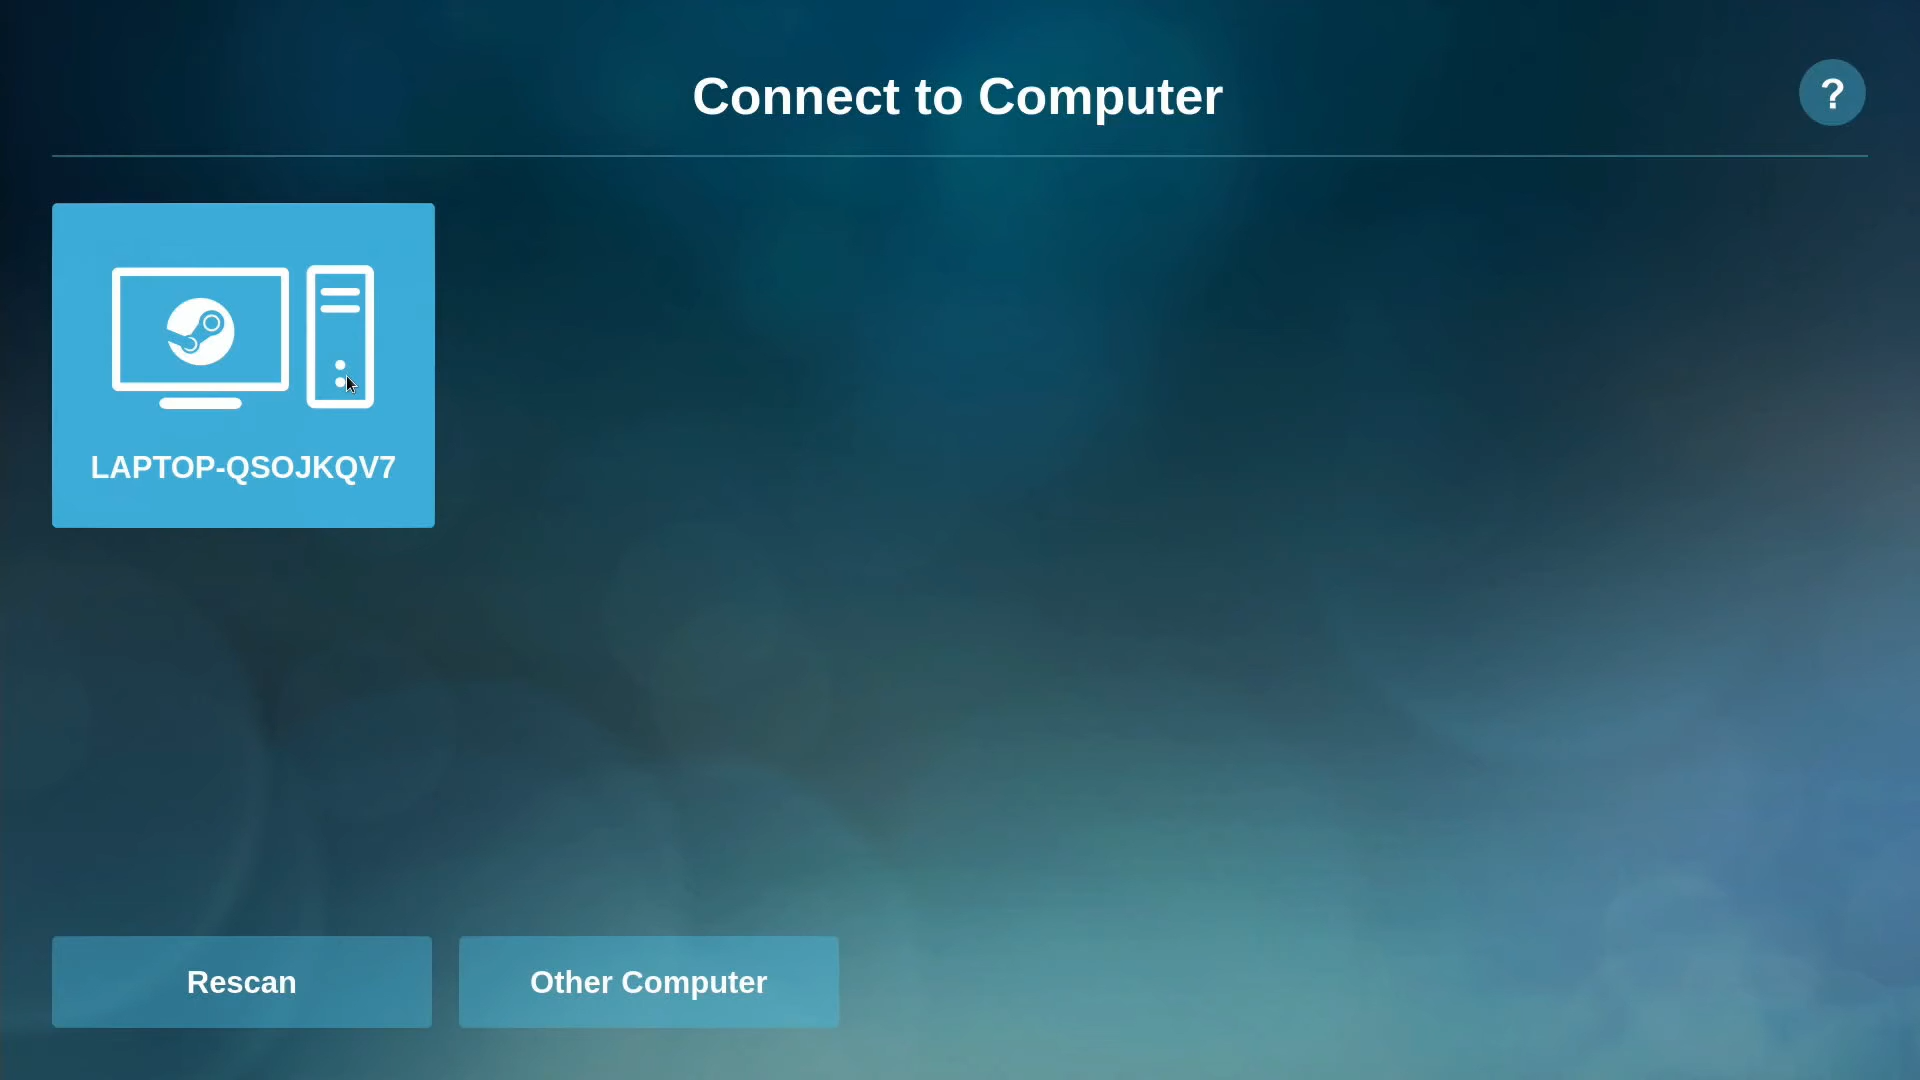 Connect to Computer
?
LAPTOP-QSOJKQV7
Rescan
Other Computer